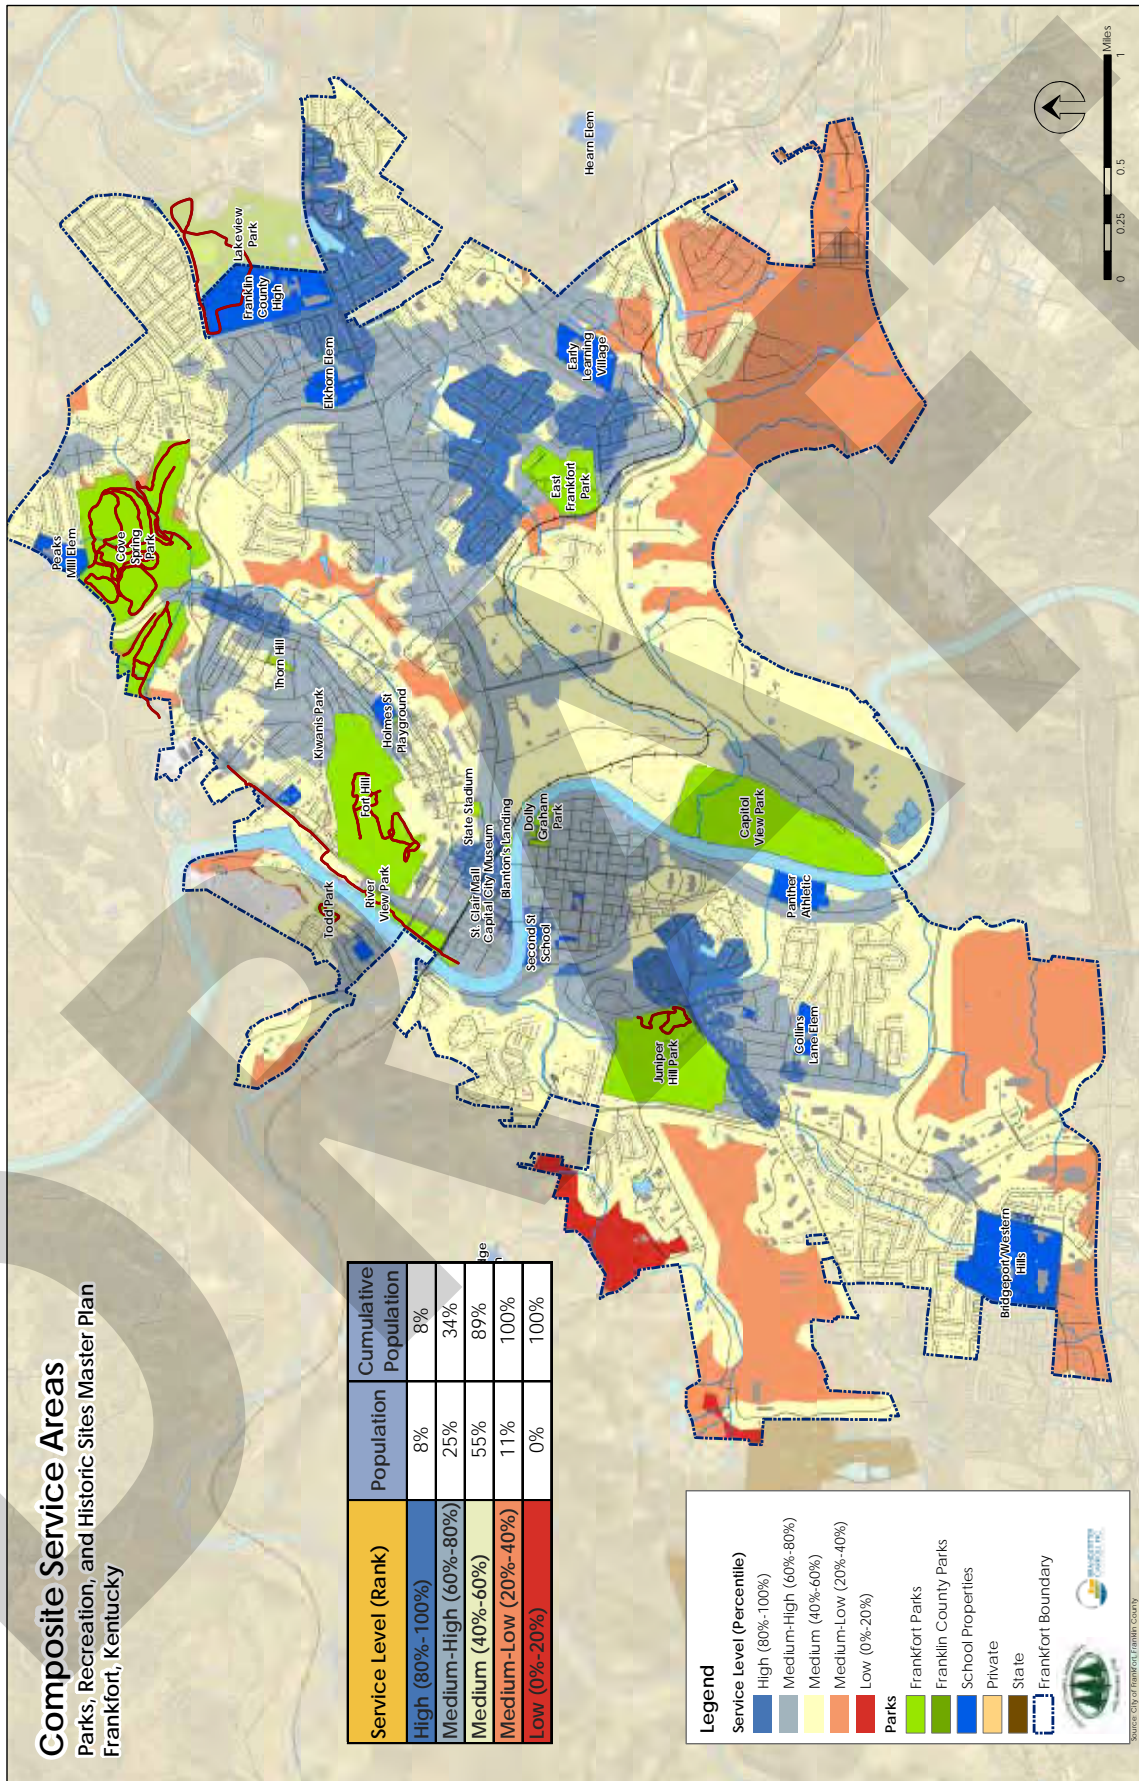 Composite Service Areas
Parks, Recreation, and Historic Sites Master Plan
Frankfort, Kentucky
Service Level (Rank) Population Cumulative Population
High (80%-100%) 8% 8%
Medium-High (60%-80%) 25% 34%
Medium (40%-60%) 55% 89%
Medium-Low (20%-40%) 11% 100%
Low (0%-20%) 0% 100%
Legend
Service Level (Percentile)
High (80%-100%)
Medium-High (60%-80%)
Medium (40%-60%)
Medium-Low (20%-40%)
Low (0%-20%)
Parks
Frankfort Parks
Franklin County Parks
School Properties
Private
State
Frankfort Boundary
Source: City of Frankfort, Franklin County
Peaks
Mill Elem
Cove
Spring
Park
Lakeview
Park
Franklin
County
High
Elkhorn Elem
Hearn Elem
Early
Learning
Village
East
Frankfort
Park
Thorn Hill
Kiwanis Park
Holmes St
Playground
Fort Hill
River
View Park
Todd Park
State Stadium
St. Clair Mall
Capital City Museum
Blanton's Landing
Dolly
Graham
Park
Second St
School
Capitol
View Park
Panther
Athletic
Juniper
Hill Park
Collins
Lane Elem
Bridgeport/Western
Hills
0 0.25 0.5 1
Miles
DRAFT